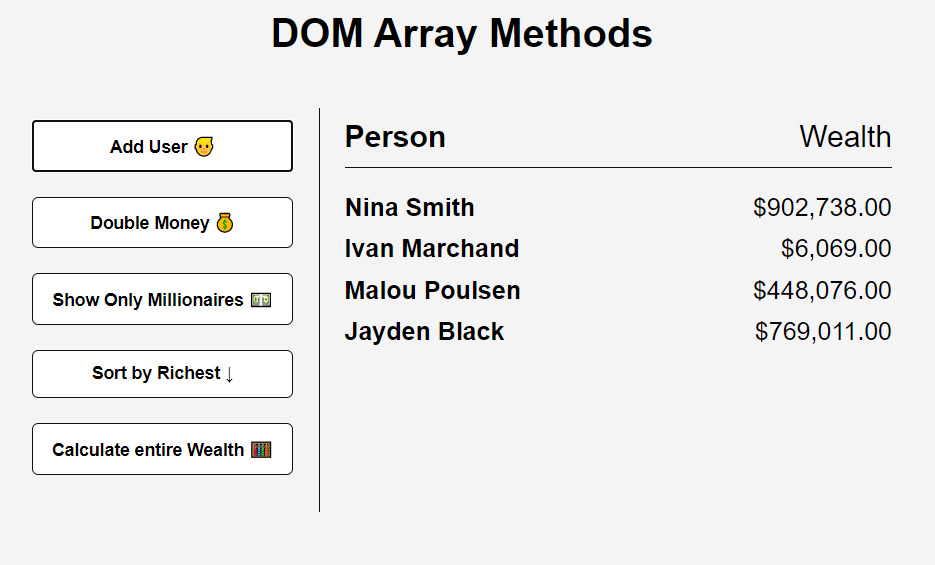 DOM Array Methods
Add User 👱
Double Money 💰
Show Only Millionaires 💵
Sort by Richest ↓
Calculate entire Wealth 🧮
Person Wealth
Nina Smith $902,738.00
Ivan Marchand $6,069.00
Malou Poulsen $448,076.00
Jayden Black $769,011.00